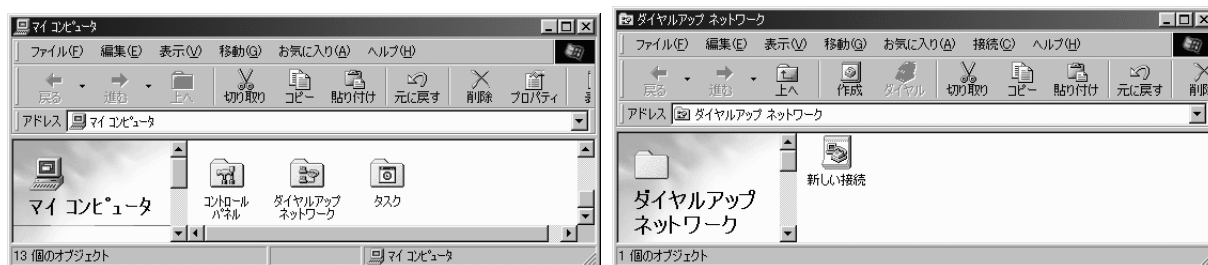 マイ コンピュータ
ファイル(F) 編集(E) 表示(V) 移動(G) お気に入り(A) ヘルプ(H)
戻る 進む 上へ 切り取り コピー 貼り付け 元に戻す 削除 プロパティ
アドレス マイ コンピュータ
マイ コンピュータ
コントロール
パネル
ダイヤルアップ
ネットワーク
タスク
13 個のオブジェクト マイ コンピュータ
ダイヤルアップ ネットワーク
ファイル(F) 編集(E) 表示(V) 移動(G) お気に入り(A) 接続(C) ヘルプ(H)
戻る 進む 上へ 作成 ダイヤル 切り取り コピー 貼り付け 元に戻す 削除
アドレス ダイヤルアップ ネットワーク
ダイヤルアップ
ネットワーク
新しい接続
1 個のオブジェクト